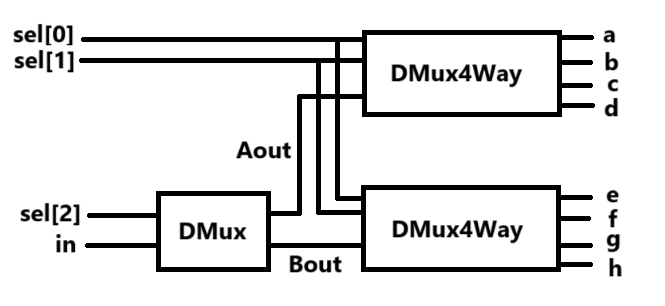 sel[0]
a
sel[1]
DMux4Way
b
c
d
Aout
e
sel[2]
DMux
DMux4Way
f
in
g
Bout
h